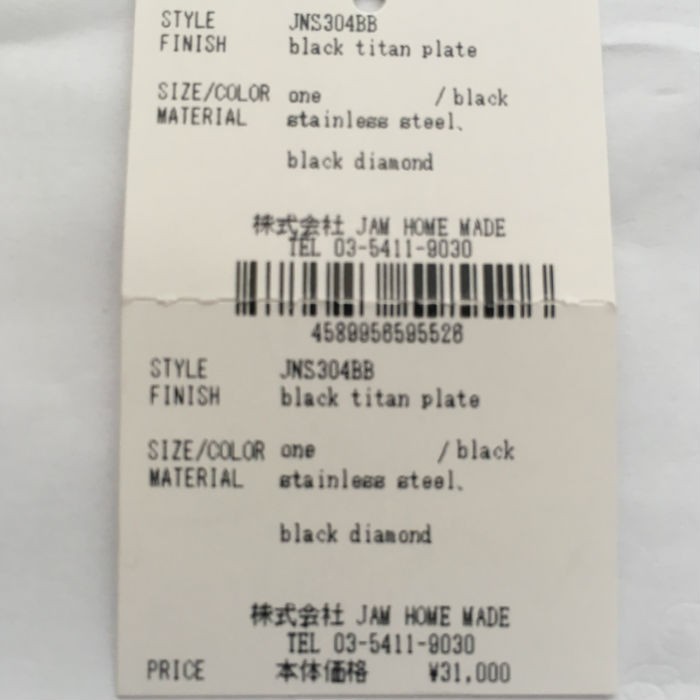 STYLE JNS304BB
FINISH black titan plate
SIZE/COLOR one / black
MATERIAL stainless steel、
black diamond
株式会社 JAM HOME MADE
TEL 03-5411-9030
4589956595526
STYLE JNS304BB
FINISH black titan plate
SIZE/COLOR one / black
MATERIAL stainless steel、
black diamond
株式会社 JAM HOME MADE
TEL 03-5411-9030
PRICE 本体価格 ¥31,000